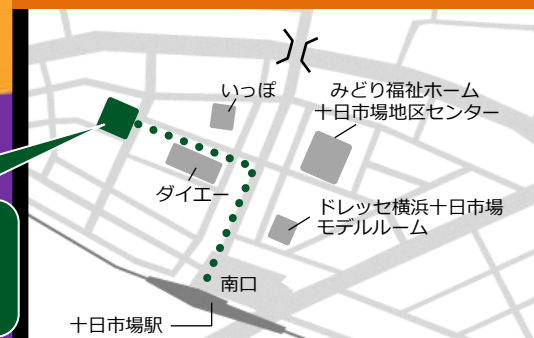 いっぽ
みどり福祉ホーム
十日市場地区センター
ダイエー
ドレッセ横浜十日市場
モデルルーム
南口
十日市場駅